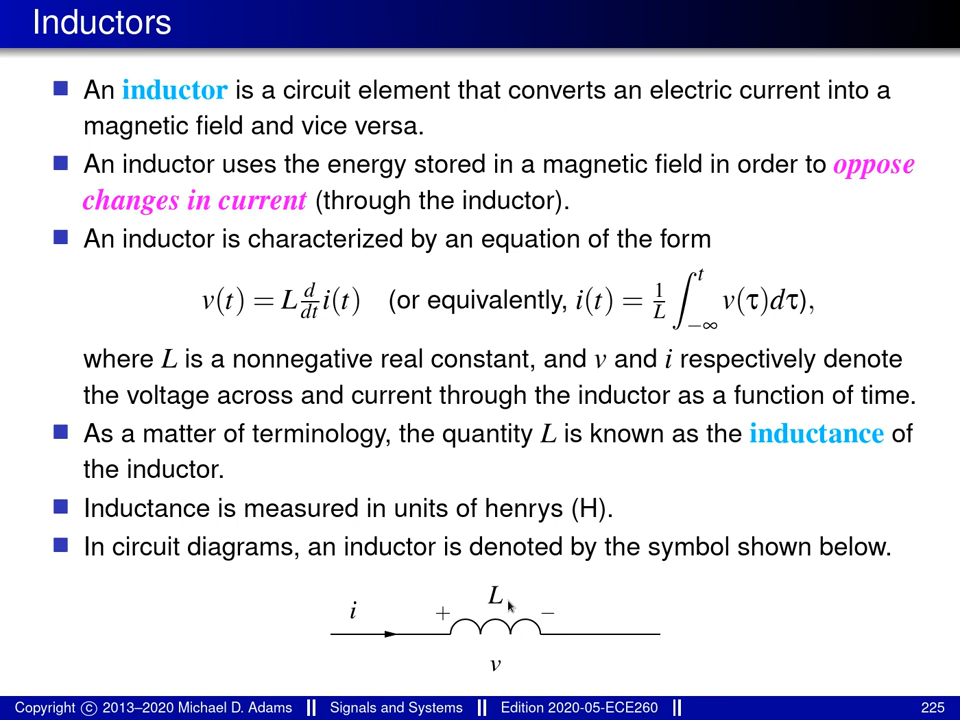 Inductors
An inductor is a circuit element that converts an electric current into a
magnetic field and vice versa.
An inductor uses the energy stored in a magnetic field in order to oppose
changes in current (through the inductor).
An inductor is characterized by an equation of the form
v(t) = L d/dt i(t) (or equivalently, i(t) = 1/L ∫_{−∞}^{t} v(τ)dτ),
where L is a nonnegative real constant, and v and i respectively denote
the voltage across and current through the inductor as a function of time.
As a matter of terminology, the quantity L is known as the inductance of
the inductor.
Inductance is measured in units of henrys (H).
In circuit diagrams, an inductor is denoted by the symbol shown below.
L
i + −
v
Copyright © 2013–2020 Michael D. Adams Signals and Systems Edition 2020-05-ECE260 225